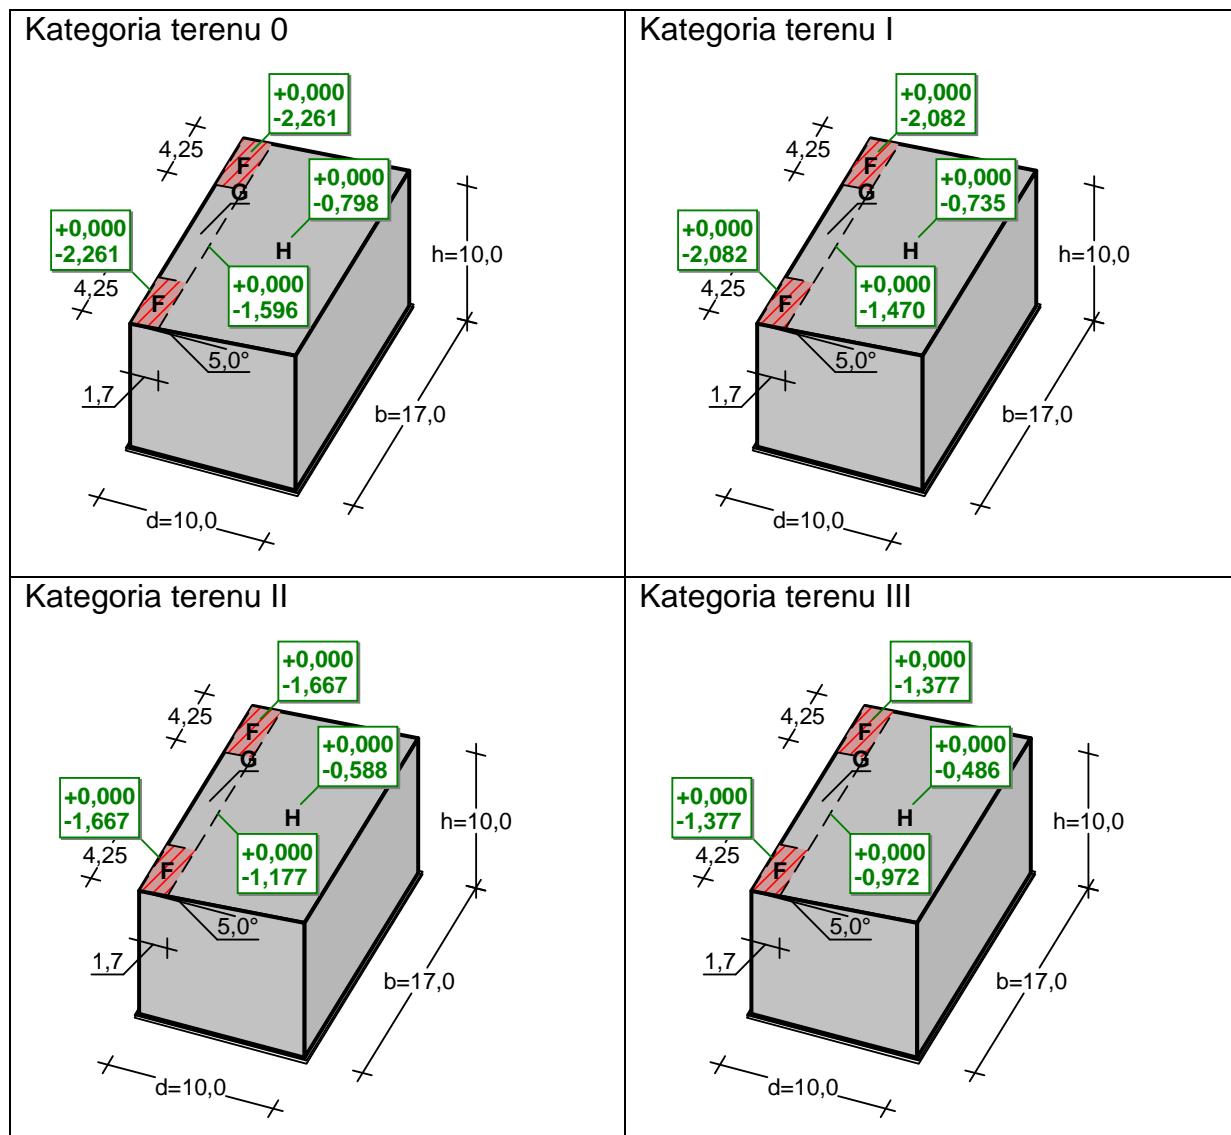 Kategoria terenu 0
+0,000
-2,261
4,25
F
G
+0,000
-0,798
+0,000
-2,261
H
h=10,0
4,25
F
+0,000
-1,596
5,0°
1,7
b=17,0
d=10,0
Kategoria terenu I
+0,000
-2,082
4,25
F
G
+0,000
-0,735
+0,000
-2,082
H
h=10,0
4,25
F
+0,000
-1,470
5,0°
1,7
b=17,0
d=10,0
Kategoria terenu II
+0,000
-1,667
4,25
F
G
+0,000
-0,588
+0,000
-1,667
H
h=10,0
4,25
F
+0,000
-1,177
5,0°
1,7
b=17,0
d=10,0
Kategoria terenu III
+0,000
-1,377
4,25
F
G
+0,000
-0,486
+0,000
-1,377
H
h=10,0
4,25
F
+0,000
-0,972
5,0°
1,7
b=17,0
d=10,0